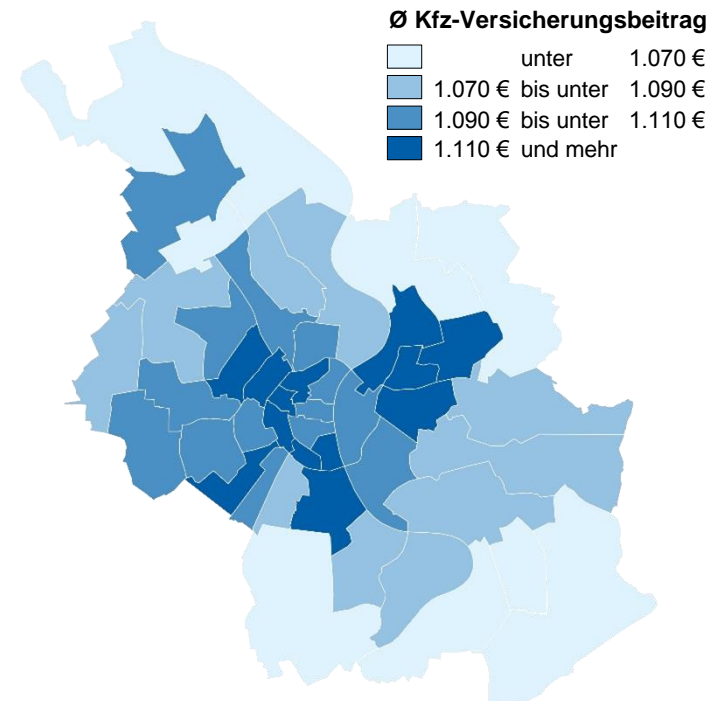 Ø Kfz-Versicherungsbeitrag
unter 1.070 €
1.070 € bis unter 1.090 €
1.090 € bis unter 1.110 €
1.110 € und mehr